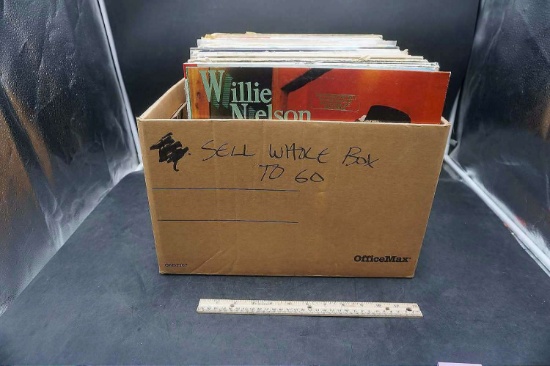 Willie
Nelson
SELL WHOLE BOX
TO GO
OfficeMax